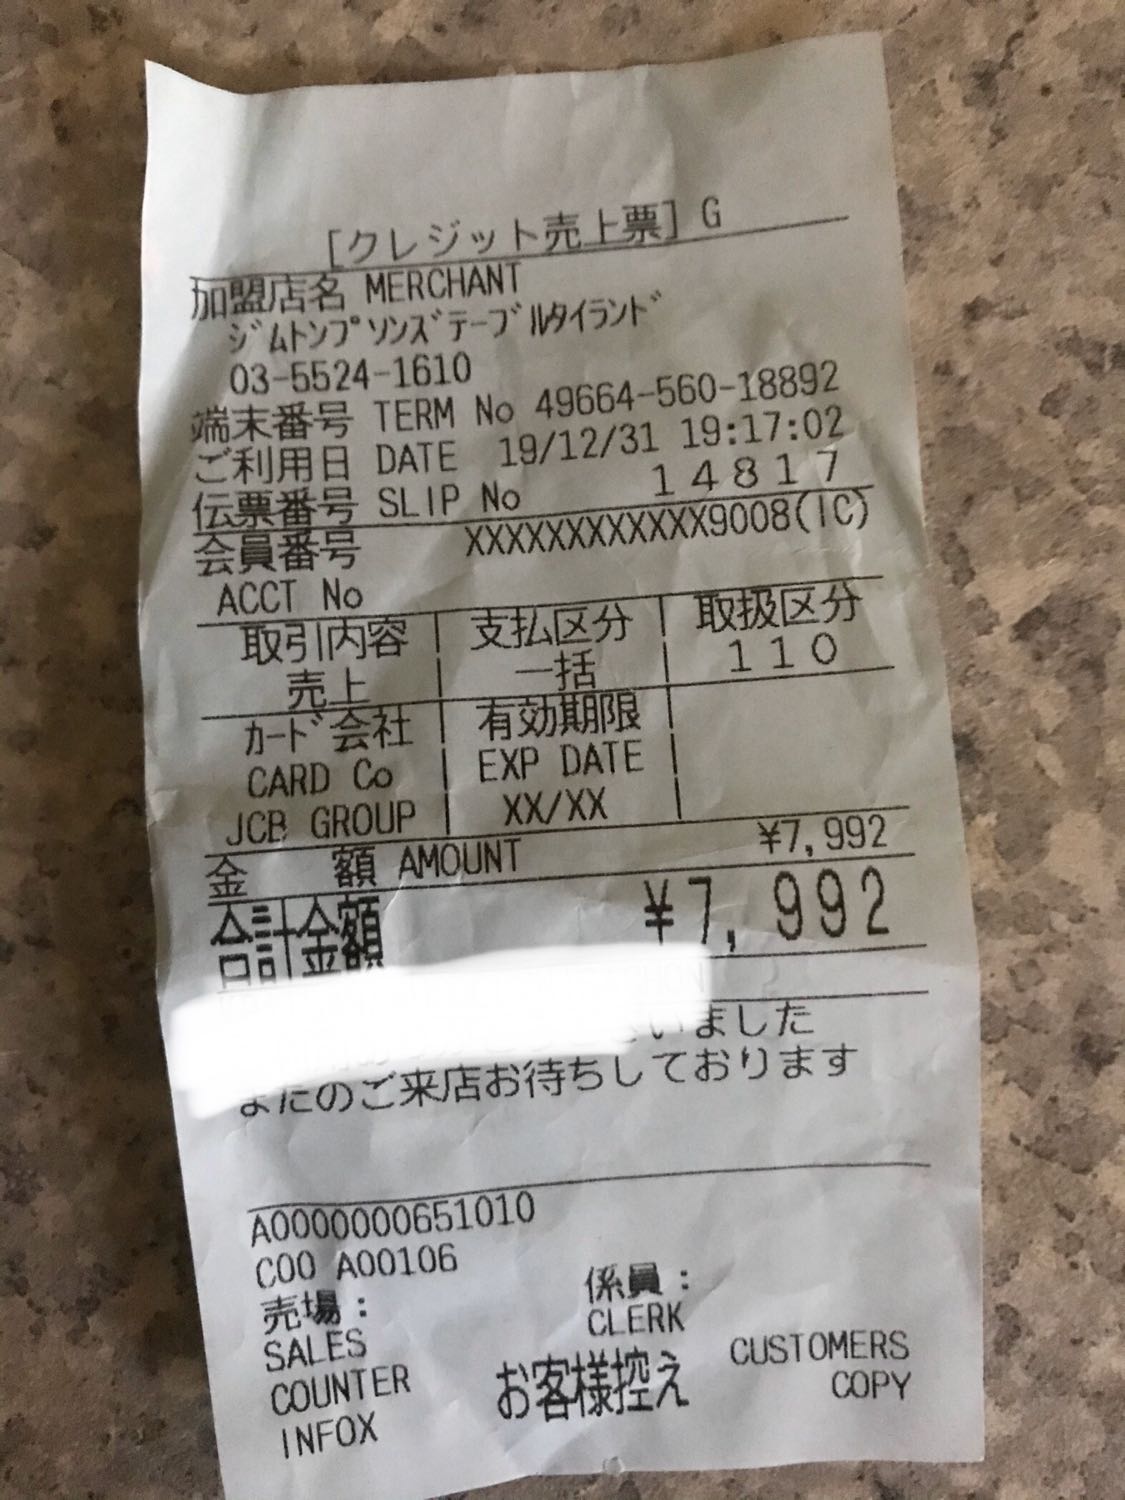 [クレジット売上票] G
加盟店名 MERCHANT
ジムトンプソンズテーブルタイランド
03-5524-1610
端末番号 TERM No 49664-560-18892
ご利用日 DATE 19/12/31 19:17:02
伝票番号 SLIP No 14817
会員番号 XXXXXXXXXXXX9008(IC)
ACCT No
取引内容 支払区分 取扱区分
売上 一括 110
カード会社 有効期限
CARD Co EXP DATE
JCB GROUP XX/XX
金 額 AMOUNT ¥7,992
合計金額 ¥7,992
いました
またのご来店お待ちしております
A0000000651010
C00 A00106
売場: 係員:
SALES CLERK
COUNTER お客様控え CUSTOMERS
INFOX COPY